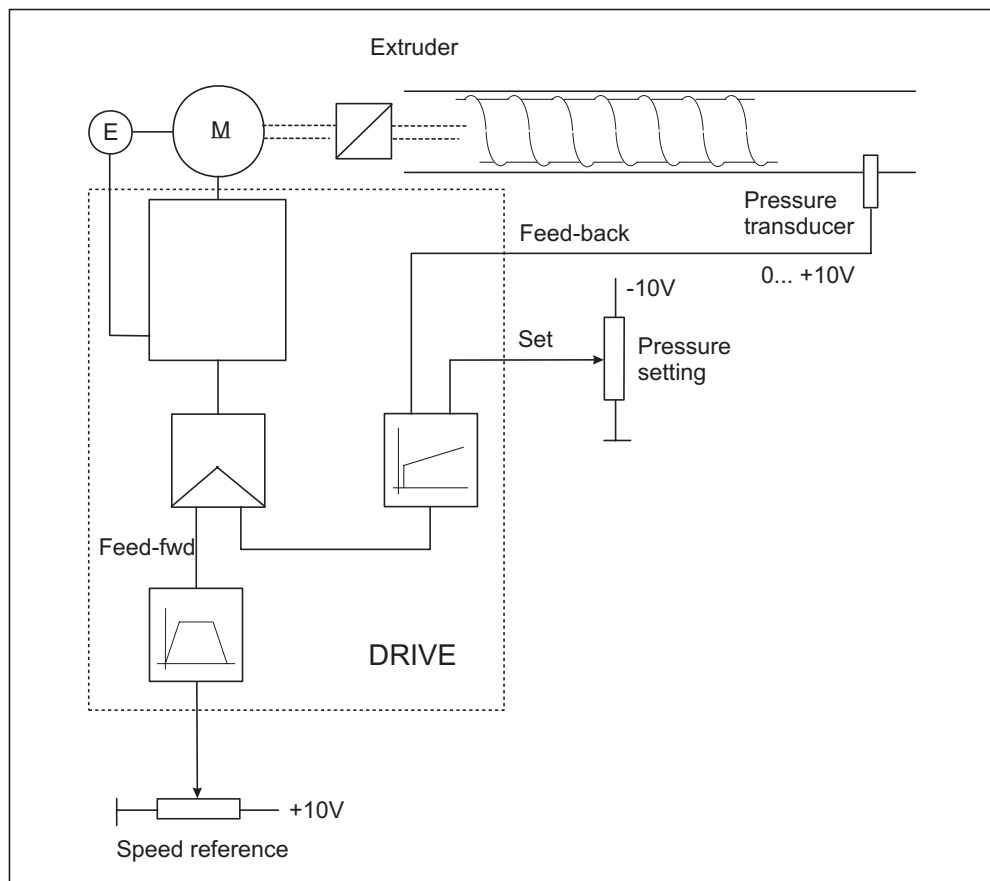 Extruder
E
M
Pressure
transducer
Feed-back
0... +10V
-10V
Set
Pressure
setting
Feed-fwd
DRIVE
+10V
Speed reference